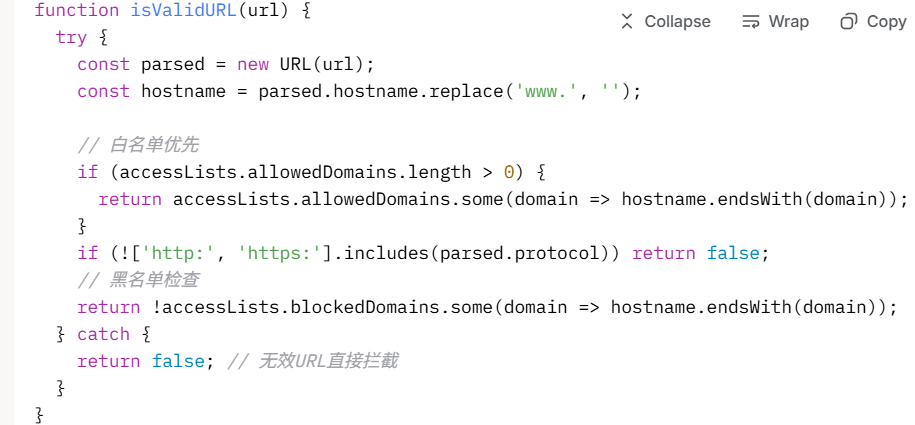 function isValidURL(url) {
Collapse Wrap Copy
  try {
    const parsed = new URL(url);
    const hostname = parsed.hostname.replace('www.', '');

    // 白名单优先
    if (accessLists.allowedDomains.length > 0) {
      return accessLists.allowedDomains.some(domain => hostname.endsWith(domain));
    }
    if (!['http:', 'https:'].includes(parsed.protocol)) return false;
    // 黑名单检查
    return !accessLists.blockedDomains.some(domain => hostname.endsWith(domain));
  } catch {
    return false; // 无效URL直接拦截
  }
}